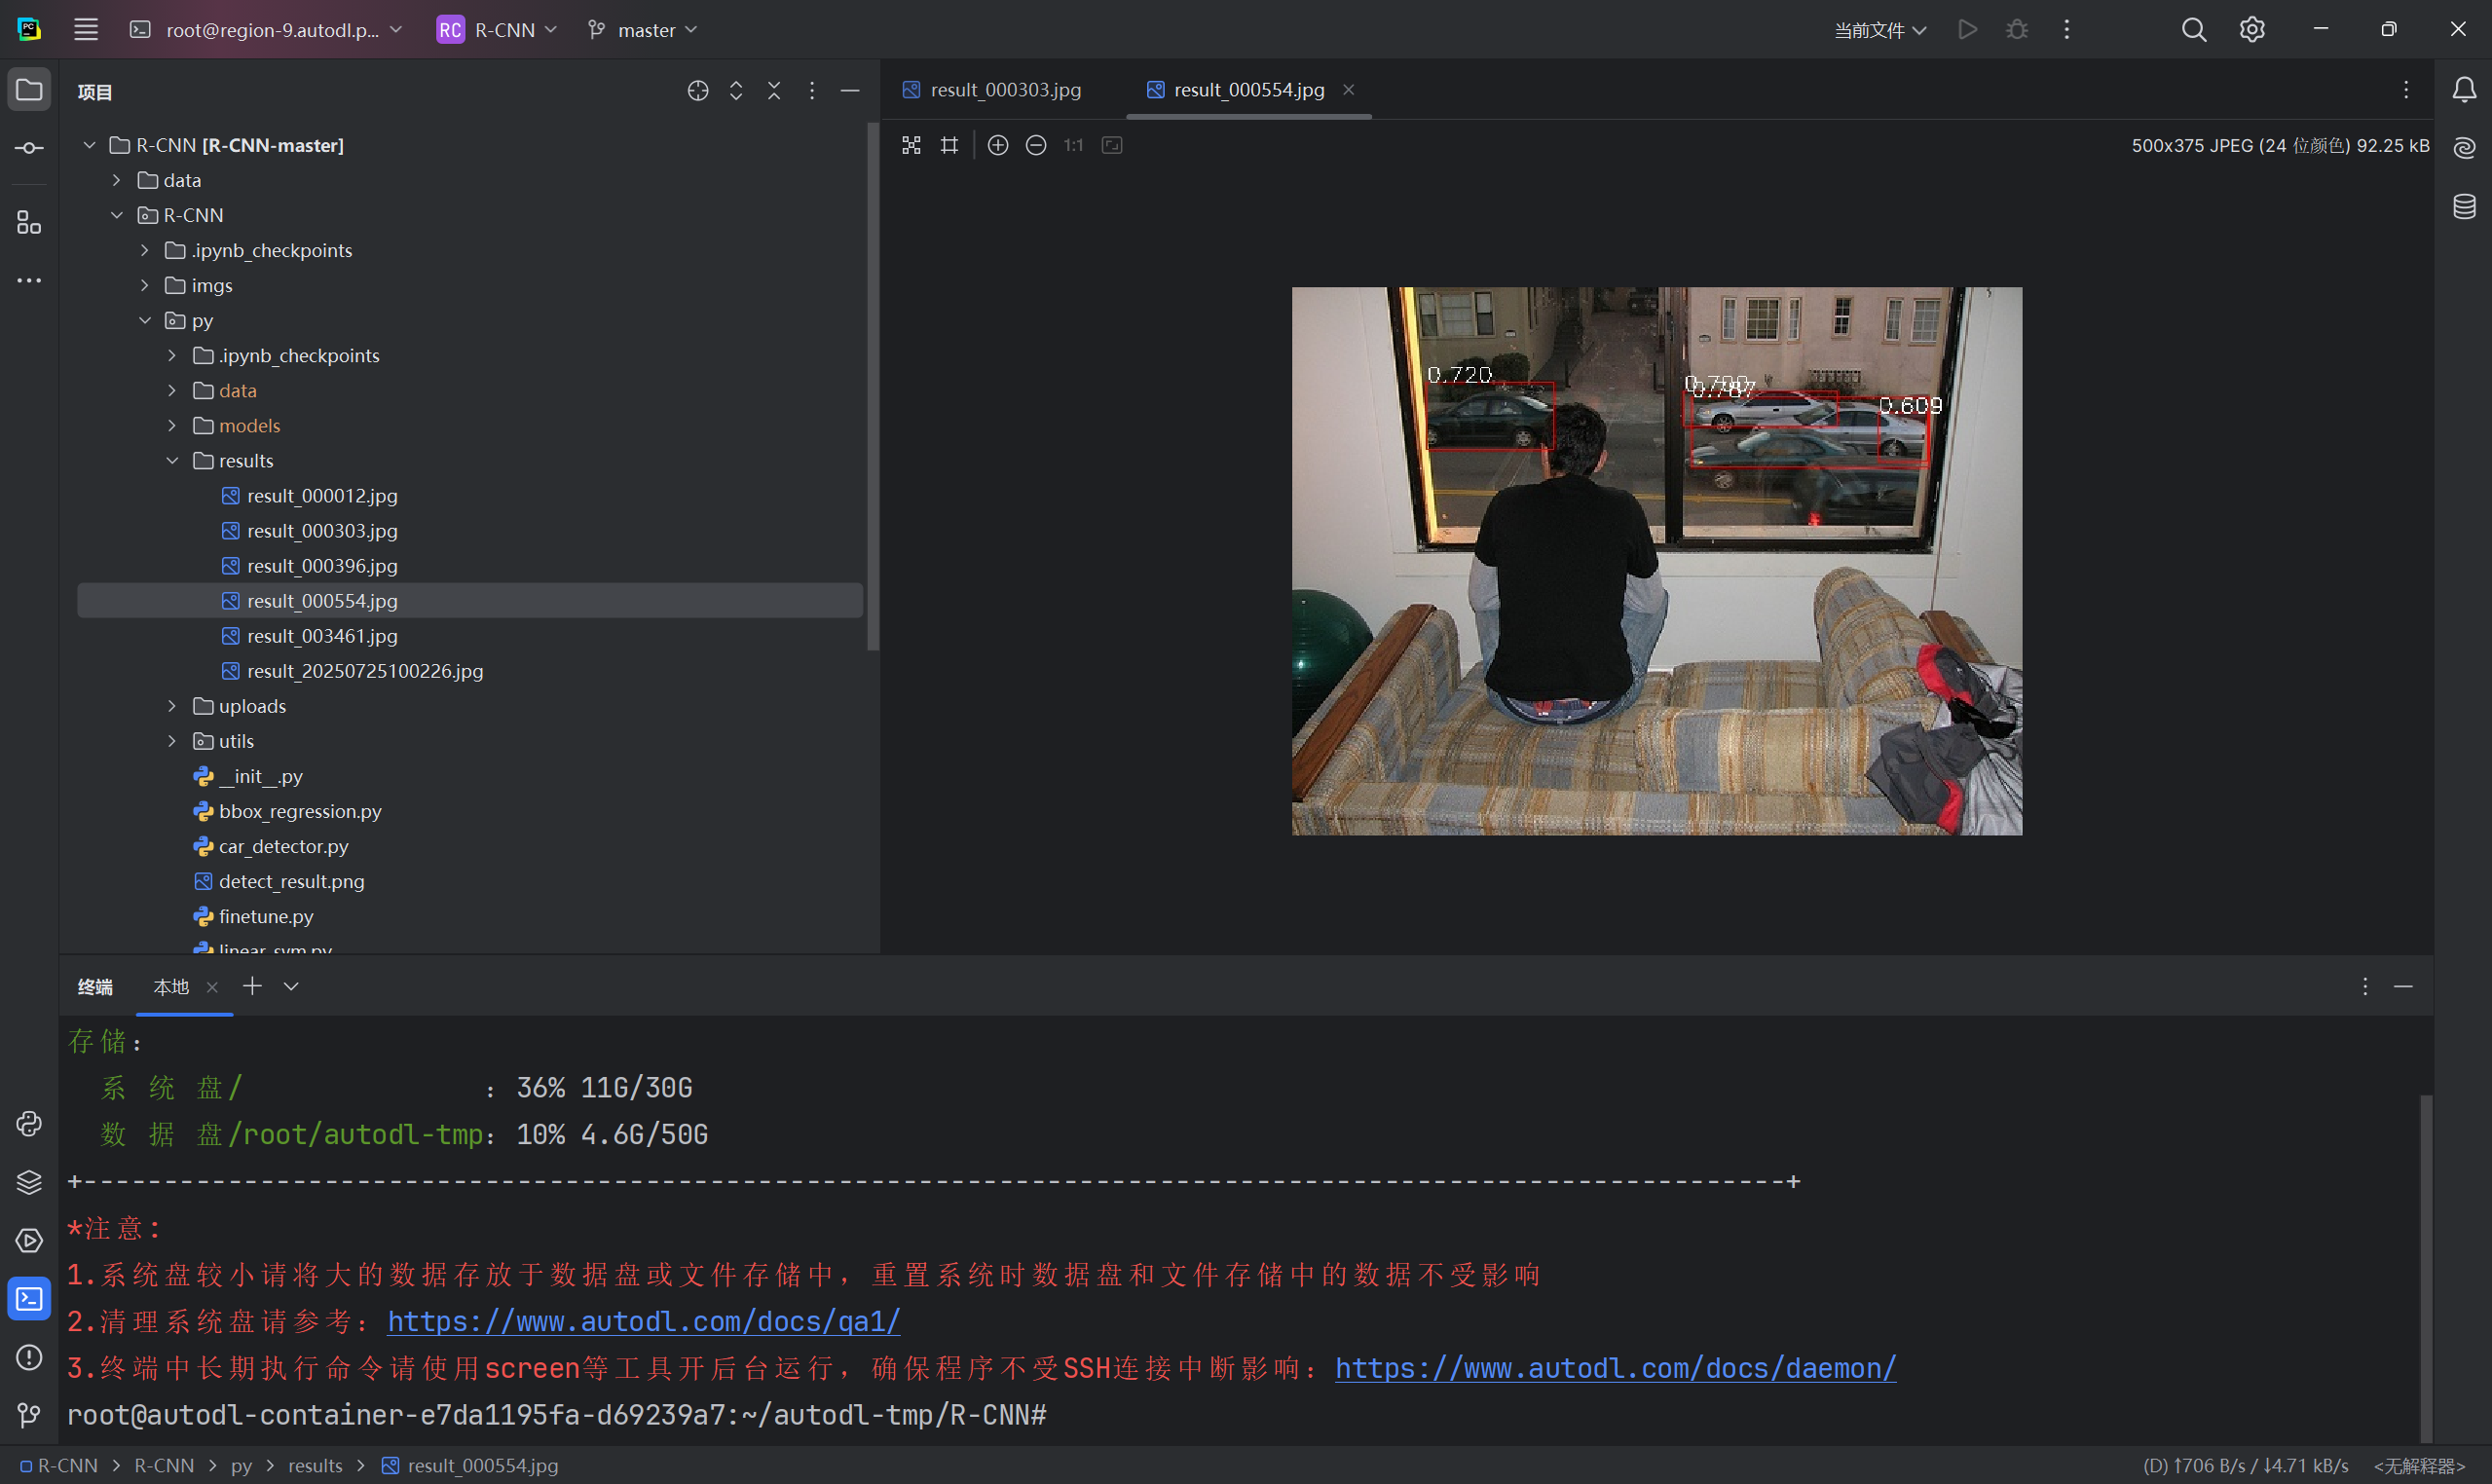 PC
root@region-9.autodl.p...
RC R-CNN
master
当前文件
项目
result_000303.jpg
result_000554.jpg
R-CNN [R-CNN-master]
1:1
500x375 JPEG (24 位颜色) 92.25 kB
data
R-CNN
.ipynb_checkpoints
imgs
py
.ipynb_checkpoints
data
models
results
result_000012.jpg
result_000303.jpg
result_000396.jpg
result_000554.jpg
result_003461.jpg
result_20250725100226.jpg
uploads
utils
__init__.py
bbox_regression.py
car_detector.py
detect_result.png
finetune.py
linear_svm.py
0.720
0.609
终端
本地
存储:
系统盘/ : 36% 11G/30G
数据盘/root/autodl-tmp: 10% 4.6G/50G
+----------------------------------------------------------------------------------------------------------+
*注意:
1.系统盘较小请将大的数据存放于数据盘或文件存储中，重置系统时数据盘和文件存储中的数据不受影响
2.清理系统盘请参考：https://www.autodl.com/docs/qa1/
3.终端中长期执行命令请使用screen等工具开后台运行，确保程序不受SSH连接中断影响：https://www.autodl.com/docs/daemon/
root@autodl-container-e7da1195fa-d69239a7:~/autodl-tmp/R-CNN#
R-CNN > R-CNN > py > results > result_000554.jpg
(D) ↑706 B/s / ↓4.71 kB/s
<无解释器>